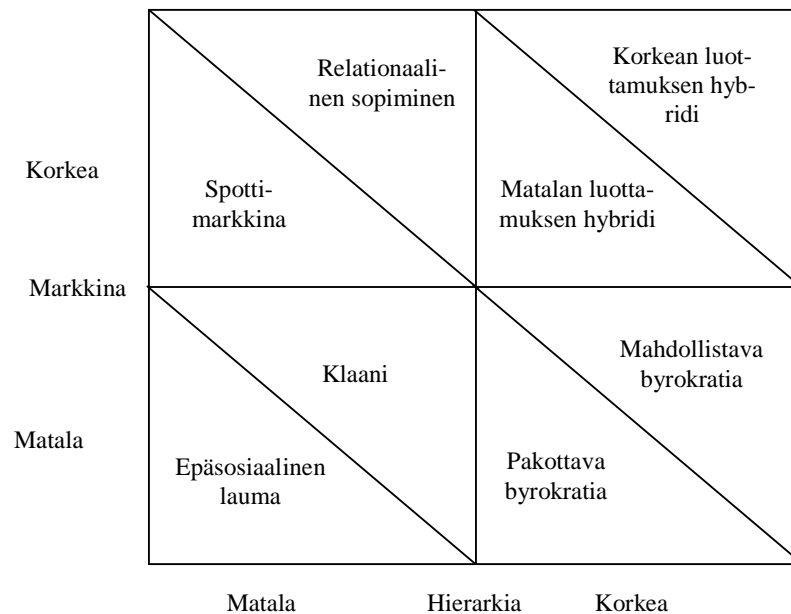 Relationaali-
nen sopiminen
Korkean luot-
tamuksen hyb-
ridi
Korkea
Spotti-
markkina
Matalan luotta-
muksen hybridi
Markkina
Klaani
Mahdollistava
byrokratia
Matala
Epäsosiaalinen
lauma
Pakottava
byrokratia
Matala
Hierarkia
Korkea